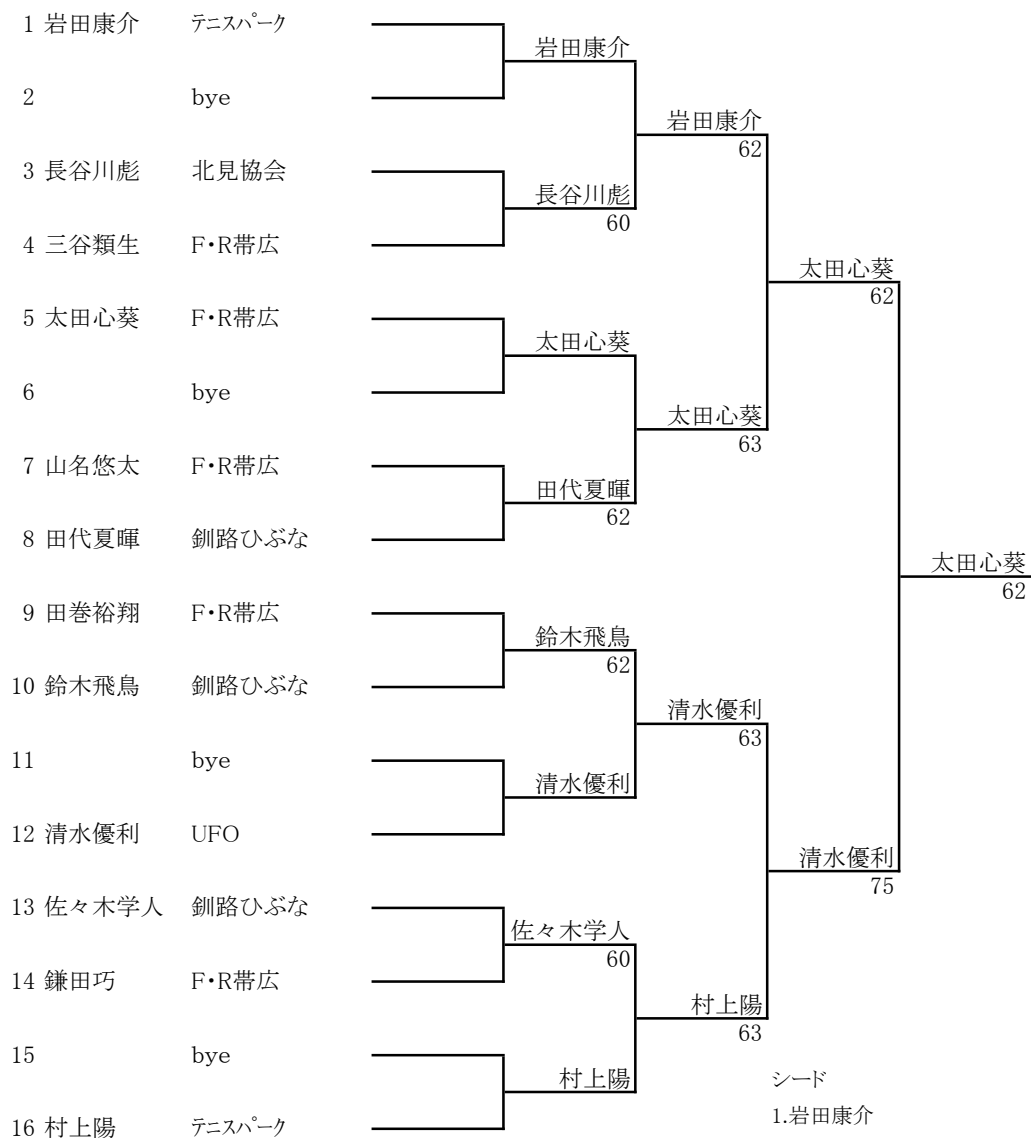 1 岩田康介 テニスパーク
岩田康介
2 bye
岩田康介
62
3 長谷川彪 北見協会
長谷川彪
60
4 三谷類生 F・R帯広
太田心葵
62
5 太田心葵 F・R帯広
太田心葵
6 bye
太田心葵
63
7 山名悠太 F・R帯広
田代夏暉
62
8 田代夏暉 釧路ひぶな
太田心葵
62
9 田巻裕翔 F・R帯広
鈴木飛鳥
62
10 鈴木飛鳥 釧路ひぶな
清水優利
63
11 bye
清水優利
12 清水優利 UFO
清水優利
75
13 佐々木学人 釧路ひぶな
佐々木学人
60
14 鎌田巧 F・R帯広
村上陽
63
15 bye
村上陽
シード
1.岩田康介
16 村上陽 テニスパーク